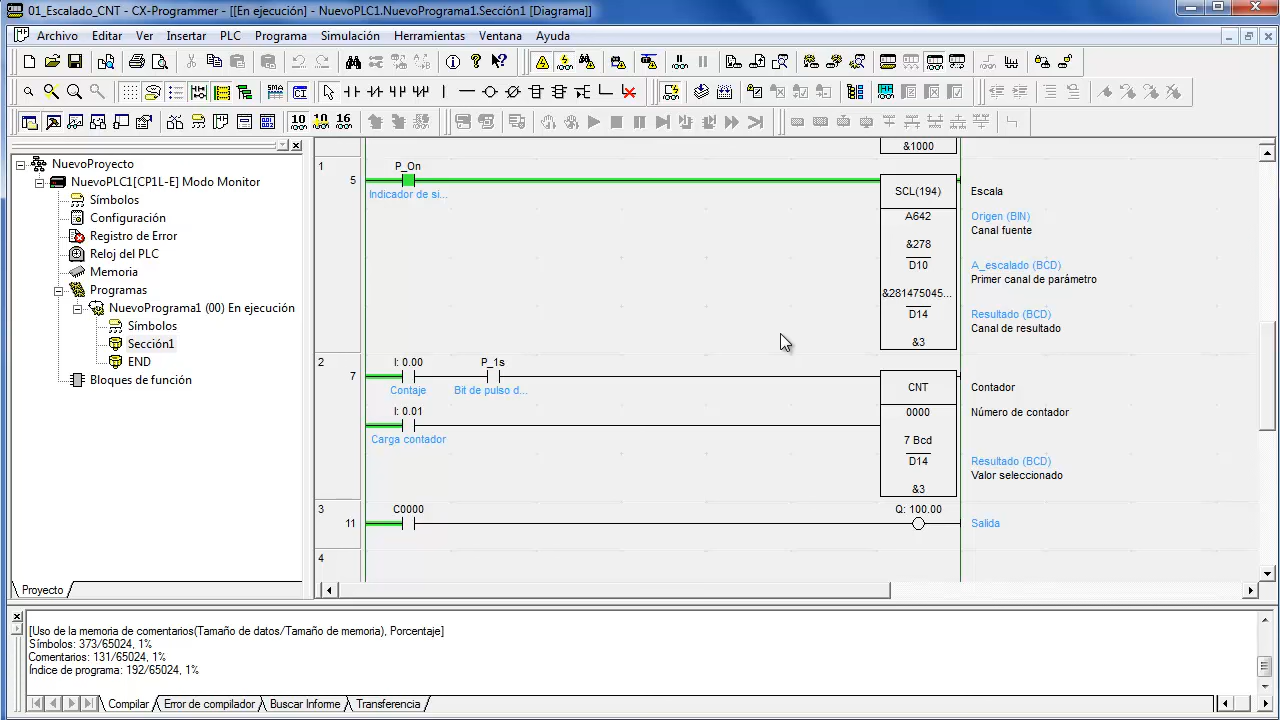 01_Escalado_CNT - CX-Programmer - [[En ejecución] - NuevoPLC1.NuevoPrograma1.Sección1 [Diagrama]]
Archivo Editar Ver Insertar PLC Programa Simulación Herramientas Ventana Ayuda
SMA
10 10 16
NuevoProyecto
NuevoPLC1[CP1L-E] Modo Monitor
Símbolos
Configuración
Registro de Error
Reloj del PLC
Memoria
Programas
NuevoPrograma1 (00) En ejecución
Símbolos
Sección1
END
Bloques de función
Proyecto
&1000
1
5
P_On
Indicador de si...
SCL(194)
Escala
A642
Origen (BIN)
Canal fuente
&278
D10
A_escalado (BCD)
Primer canal de parámetro
&281475045...
D14
Resultado (BCD)
Canal de resultado
&3
2
7
I: 0.00
P_1s
Contaje
Bit de pulso d...
CNT
Contador
I: 0.01
0000
Número de contador
Carga contador
7 Bcd
D14
Resultado (BCD)
Valor seleccionado
&3
3
11
C0000
Q: 100.00
Salida
4
[Uso de la memoria de comentarios(Tamaño de datos/Tamaño de memoria), Porcentaje]
Símbolos: 373/65024, 1%
Comentarios: 131/65024, 1%
Índice de programa: 192/65024, 1%
Compilar Error de compilador Buscar Informe Transferencia